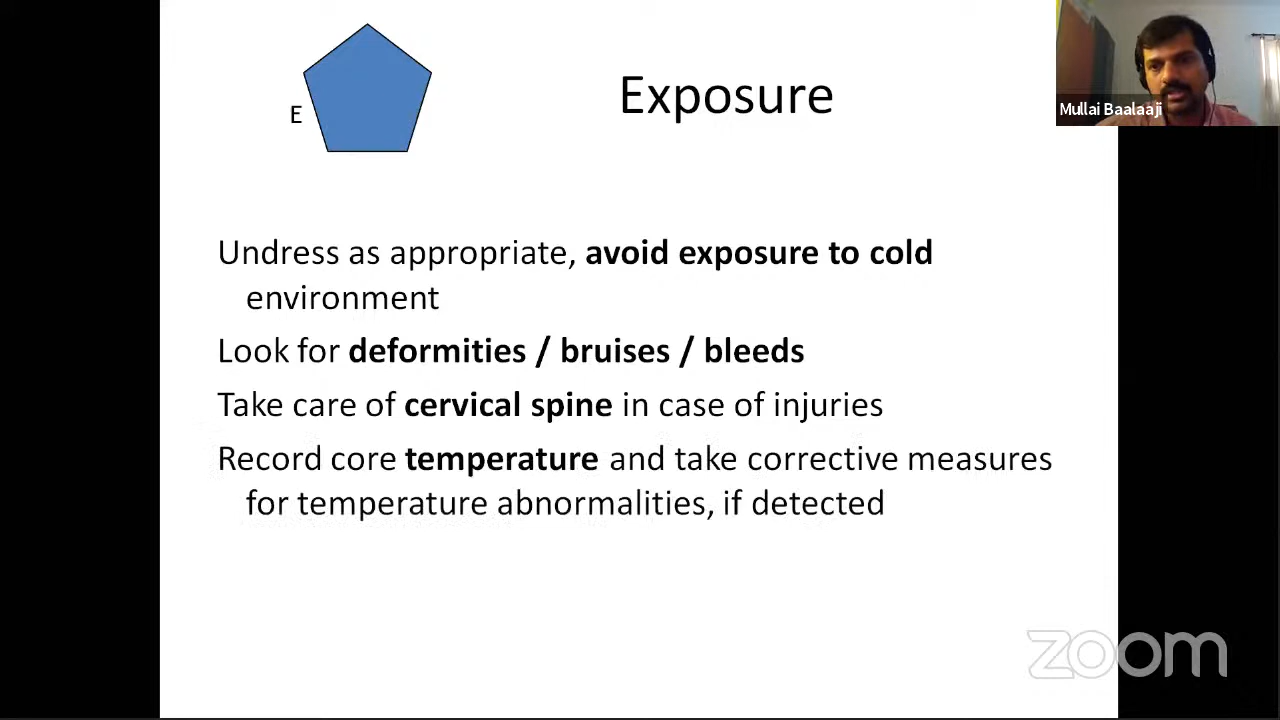 E
Exposure
Mullai Baalaaji
Undress as appropriate, avoid exposure to cold
environment
Look for deformities / bruises / bleeds
Take care of cervical spine in case of injuries
Record core temperature and take corrective measures
for temperature abnormalities, if detected
zoom